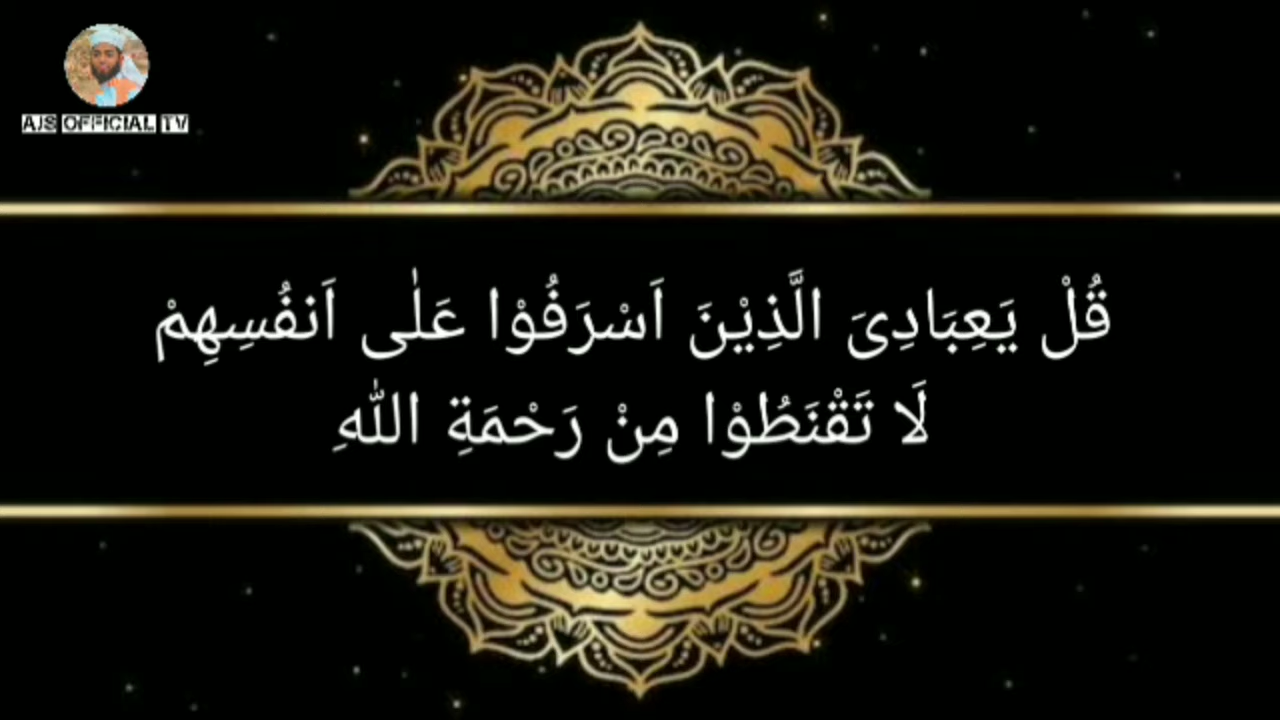 AJS OFFICIAL TV
قُلْ يَعِبَادِىَ الَّذِيْنَ اَسْرَفُوْا عَلٰى اَنفُسِهِمْ
لَا تَقْنَطُوْا مِنْ رَحْمَةِ اللّٰهِ